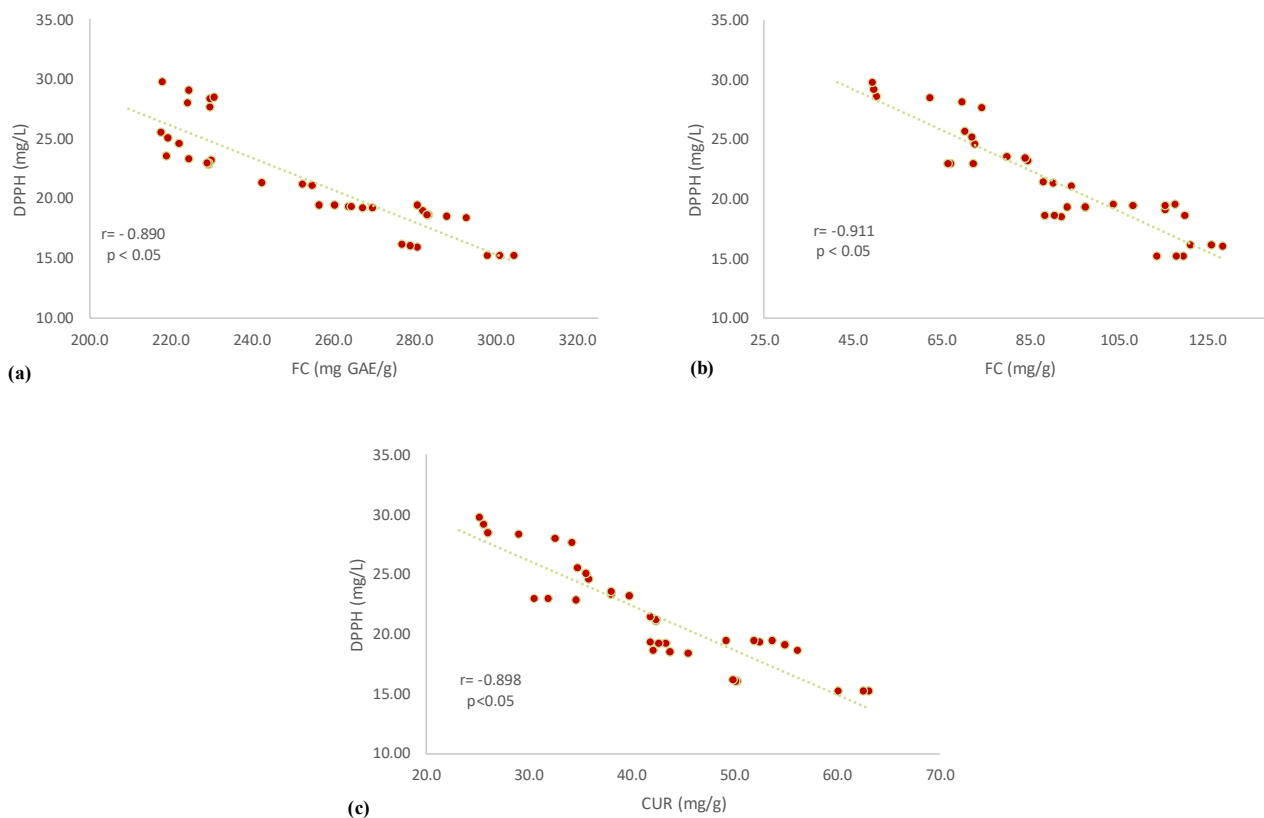 35.00
30.00
25.00
20.00
15.00
10.00
DPPH (mg/L)
r= - 0.890
p < 0.05
200.0 220.0 240.0 260.0 280.0 300.0 320.0
FC (mg GAE/g)
(a)
35.00
30.00
25.00
20.00
15.00
10.00
DPPH (mg/L)
r= -0.911
p < 0.05
25.0 45.0 65.0 85.0 105.0 125.0
FC (mg/g)
(b)
35.00
30.00
25.00
20.00
15.00
10.00
DPPH (mg/L)
r= -0.898
p<0.05
20.0 30.0 40.0 50.0 60.0 70.0
CUR (mg/g)
(c)